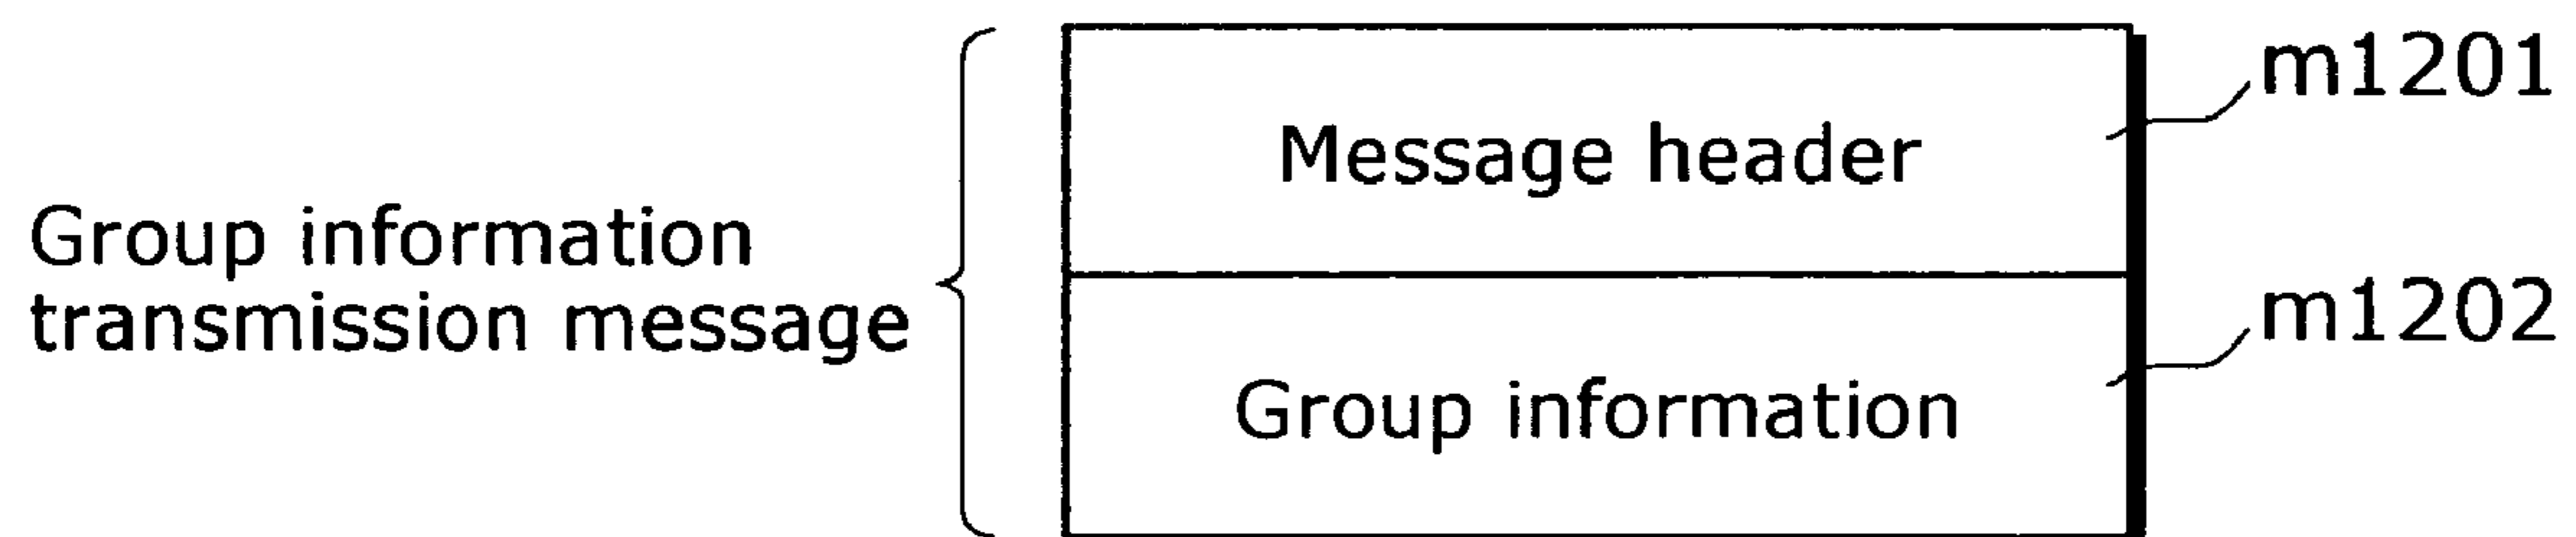 Group information
transmission message
Message header
m1201
Group information
m1202